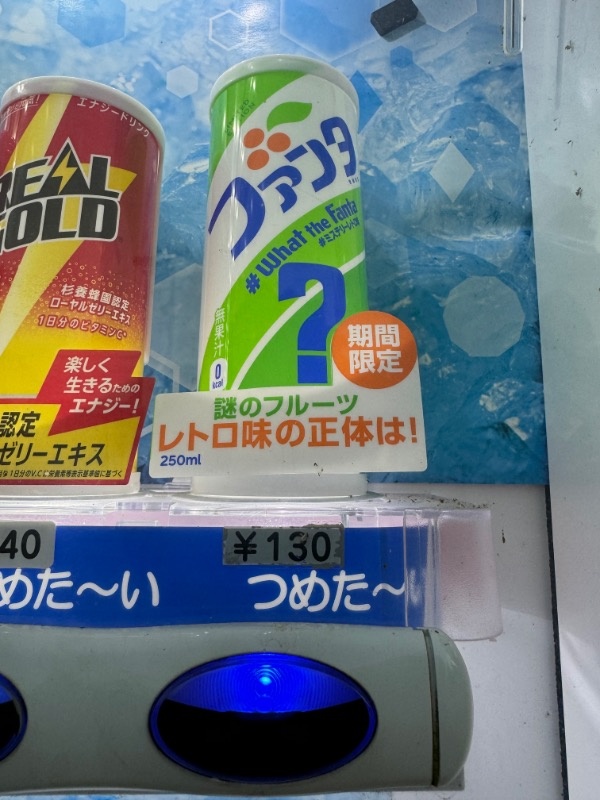 エナジードリンク
REAL
GOLD
杉養蜂園認定
ローヤルゼリーエキス
1日分のビタミンC*
楽しく
生きるための
エナジー!
認定
ゼリーエキス
ファンタ
#What the Fanta
?
無果汁
0
kcal
期間
限定
謎のフルーツ
レトロ味の正体は!
250ml
40
¥130
めた〜い
つめた〜